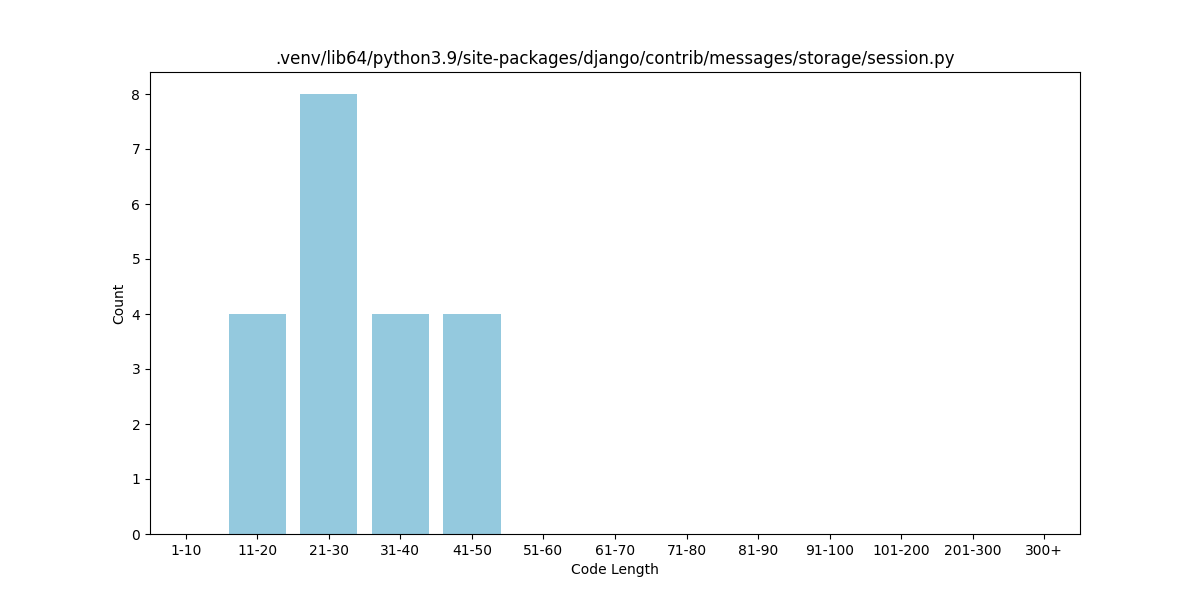 .venv/lib64/python3.9/site-packages/django/contrib/messages/storage/session.py
8
7
6
5
4
3
2
1
0
Count
1-10 11-20 21-30 31-40 41-50 51-60 61-70 71-80 81-90 91-100 101-200 201-300 300+
Code Length